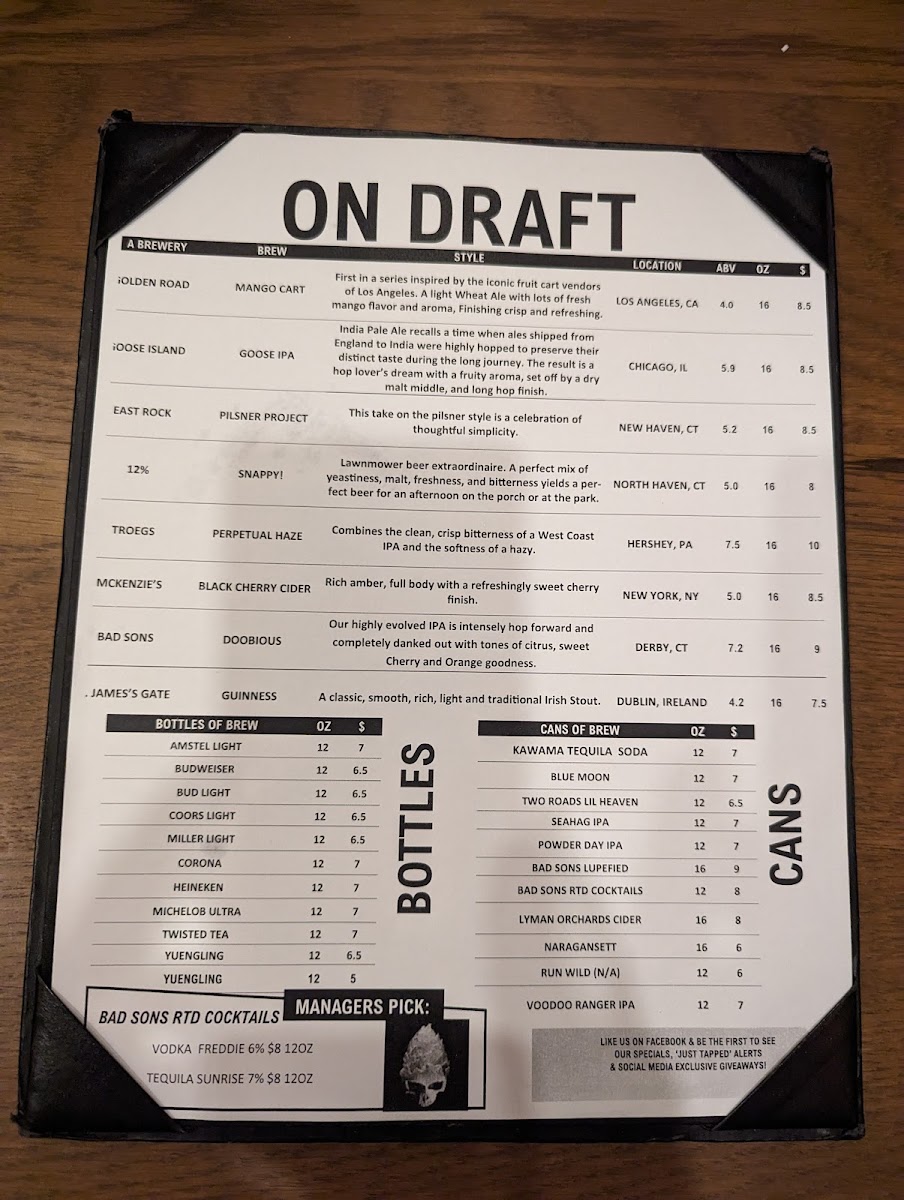 ON DRAFT
A BREWERY BREW STYLE LOCATION ABV OZ $
OLDEN ROAD MANGO CART First in a series inspired by the iconic fruit cart vendors
of Los Angeles. A light Wheat Ale with lots of fresh
mango flavor and aroma, Finishing crisp and refreshing. LOS ANGELES, CA 4.0 16 8.5
OOSE ISLAND GOOSE IPA India Pale Ale recalls a time when ales shipped from
England to India were highly hopped to preserve their
distinct taste during the long journey. The result is a
hop lover's dream with a fruity aroma, set off by a dry
malt middle, and long hop finish. CHICAGO, IL 5.9 16 8.5
EAST ROCK PILSNER PROJECT This take on the pilsner style is a celebration of
thoughtful simplicity. NEW HAVEN, CT 5.2 16 8.5
12% SNAPPY! Lawnmower beer extraordinaire. A perfect mix of
yeastiness, malt, freshness, and bitterness yields a per-
fect beer for an afternoon on the porch or at the park. NORTH HAVEN, CT 5.0 16 8
TROEGS PERPETUAL HAZE Combines the clean, crisp bitterness of a West Coast
IPA and the softness of a hazy. HERSHEY, PA 7.5 16 10
MCKENZIE'S BLACK CHERRY CIDER Rich amber, full body with a refreshingly sweet cherry
finish. NEW YORK, NY 5.0 16 8.5
BAD SONS DOOBIOUS Our highly evolved IPA is intensely hop forward and
completely danked out with tones of citrus, sweet
Cherry and Orange goodness. DERBY, CT 7.2 16 9
. JAMES'S GATE GUINNESS A classic, smooth, rich, light and traditional Irish Stout. DUBLIN, IRELAND 4.2 16 7.5
BOTTLES OF BREW OZ $
AMSTEL LIGHT 12 7
BUDWEISER 12 6.5
BUD LIGHT 12 6.5
COORS LIGHT 12 6.5
MILLER LIGHT 12 6.5
CORONA 12 7
HEINEKEN 12 7
MICHELOB ULTRA 12 7
TWISTED TEA 12 7
YUENGLING 12 6.5
YUENGLING 12 5
BOTTLES
CANS OF BREW OZ $
KAWAMA TEQUILA SODA 12 7
BLUE MOON 12 7
TWO ROADS LIL HEAVEN 12 6.5
SEAHAG IPA 12 7
POWDER DAY IPA 12 7
BAD SONS LUPEFIED 16 9
BAD SONS RTD COCKTAILS 12 8
LYMAN ORCHARDS CIDER 16 8
NARAGANSETT 16 6
RUN WILD (N/A) 12 6
VOODOO RANGER IPA 12 7
CANS
MANAGERS PICK:
BAD SONS RTD COCKTAILS
VODKA FREDDIE 6% $8 12OZ
TEQUILA SUNRISE 7% $8 12OZ
LIKE US ON FACEBOOK & BE THE FIRST TO SEE
OUR SPECIALS, 'JUST TAPPED' ALERTS
& SOCIAL MEDIA EXCLUSIVE GIVEAWAYS!